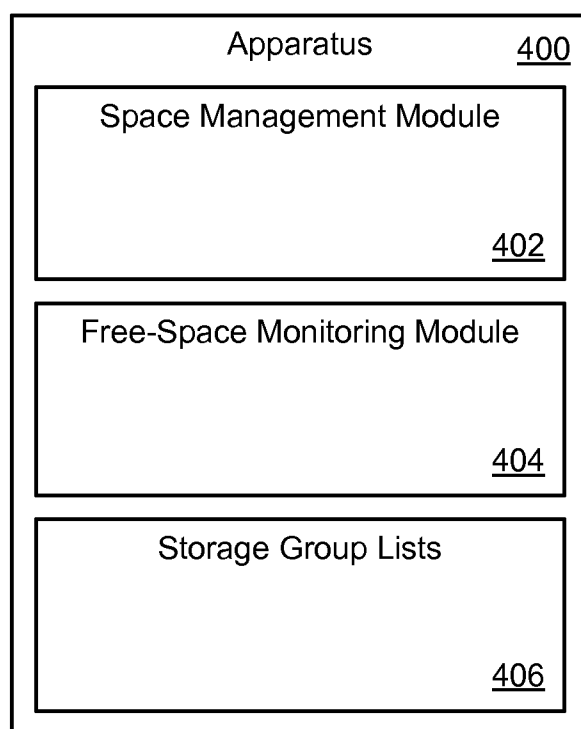 Apparatus 400
Space Management Module
402
Free-Space Monitoring Module
404
Storage Group Lists
406